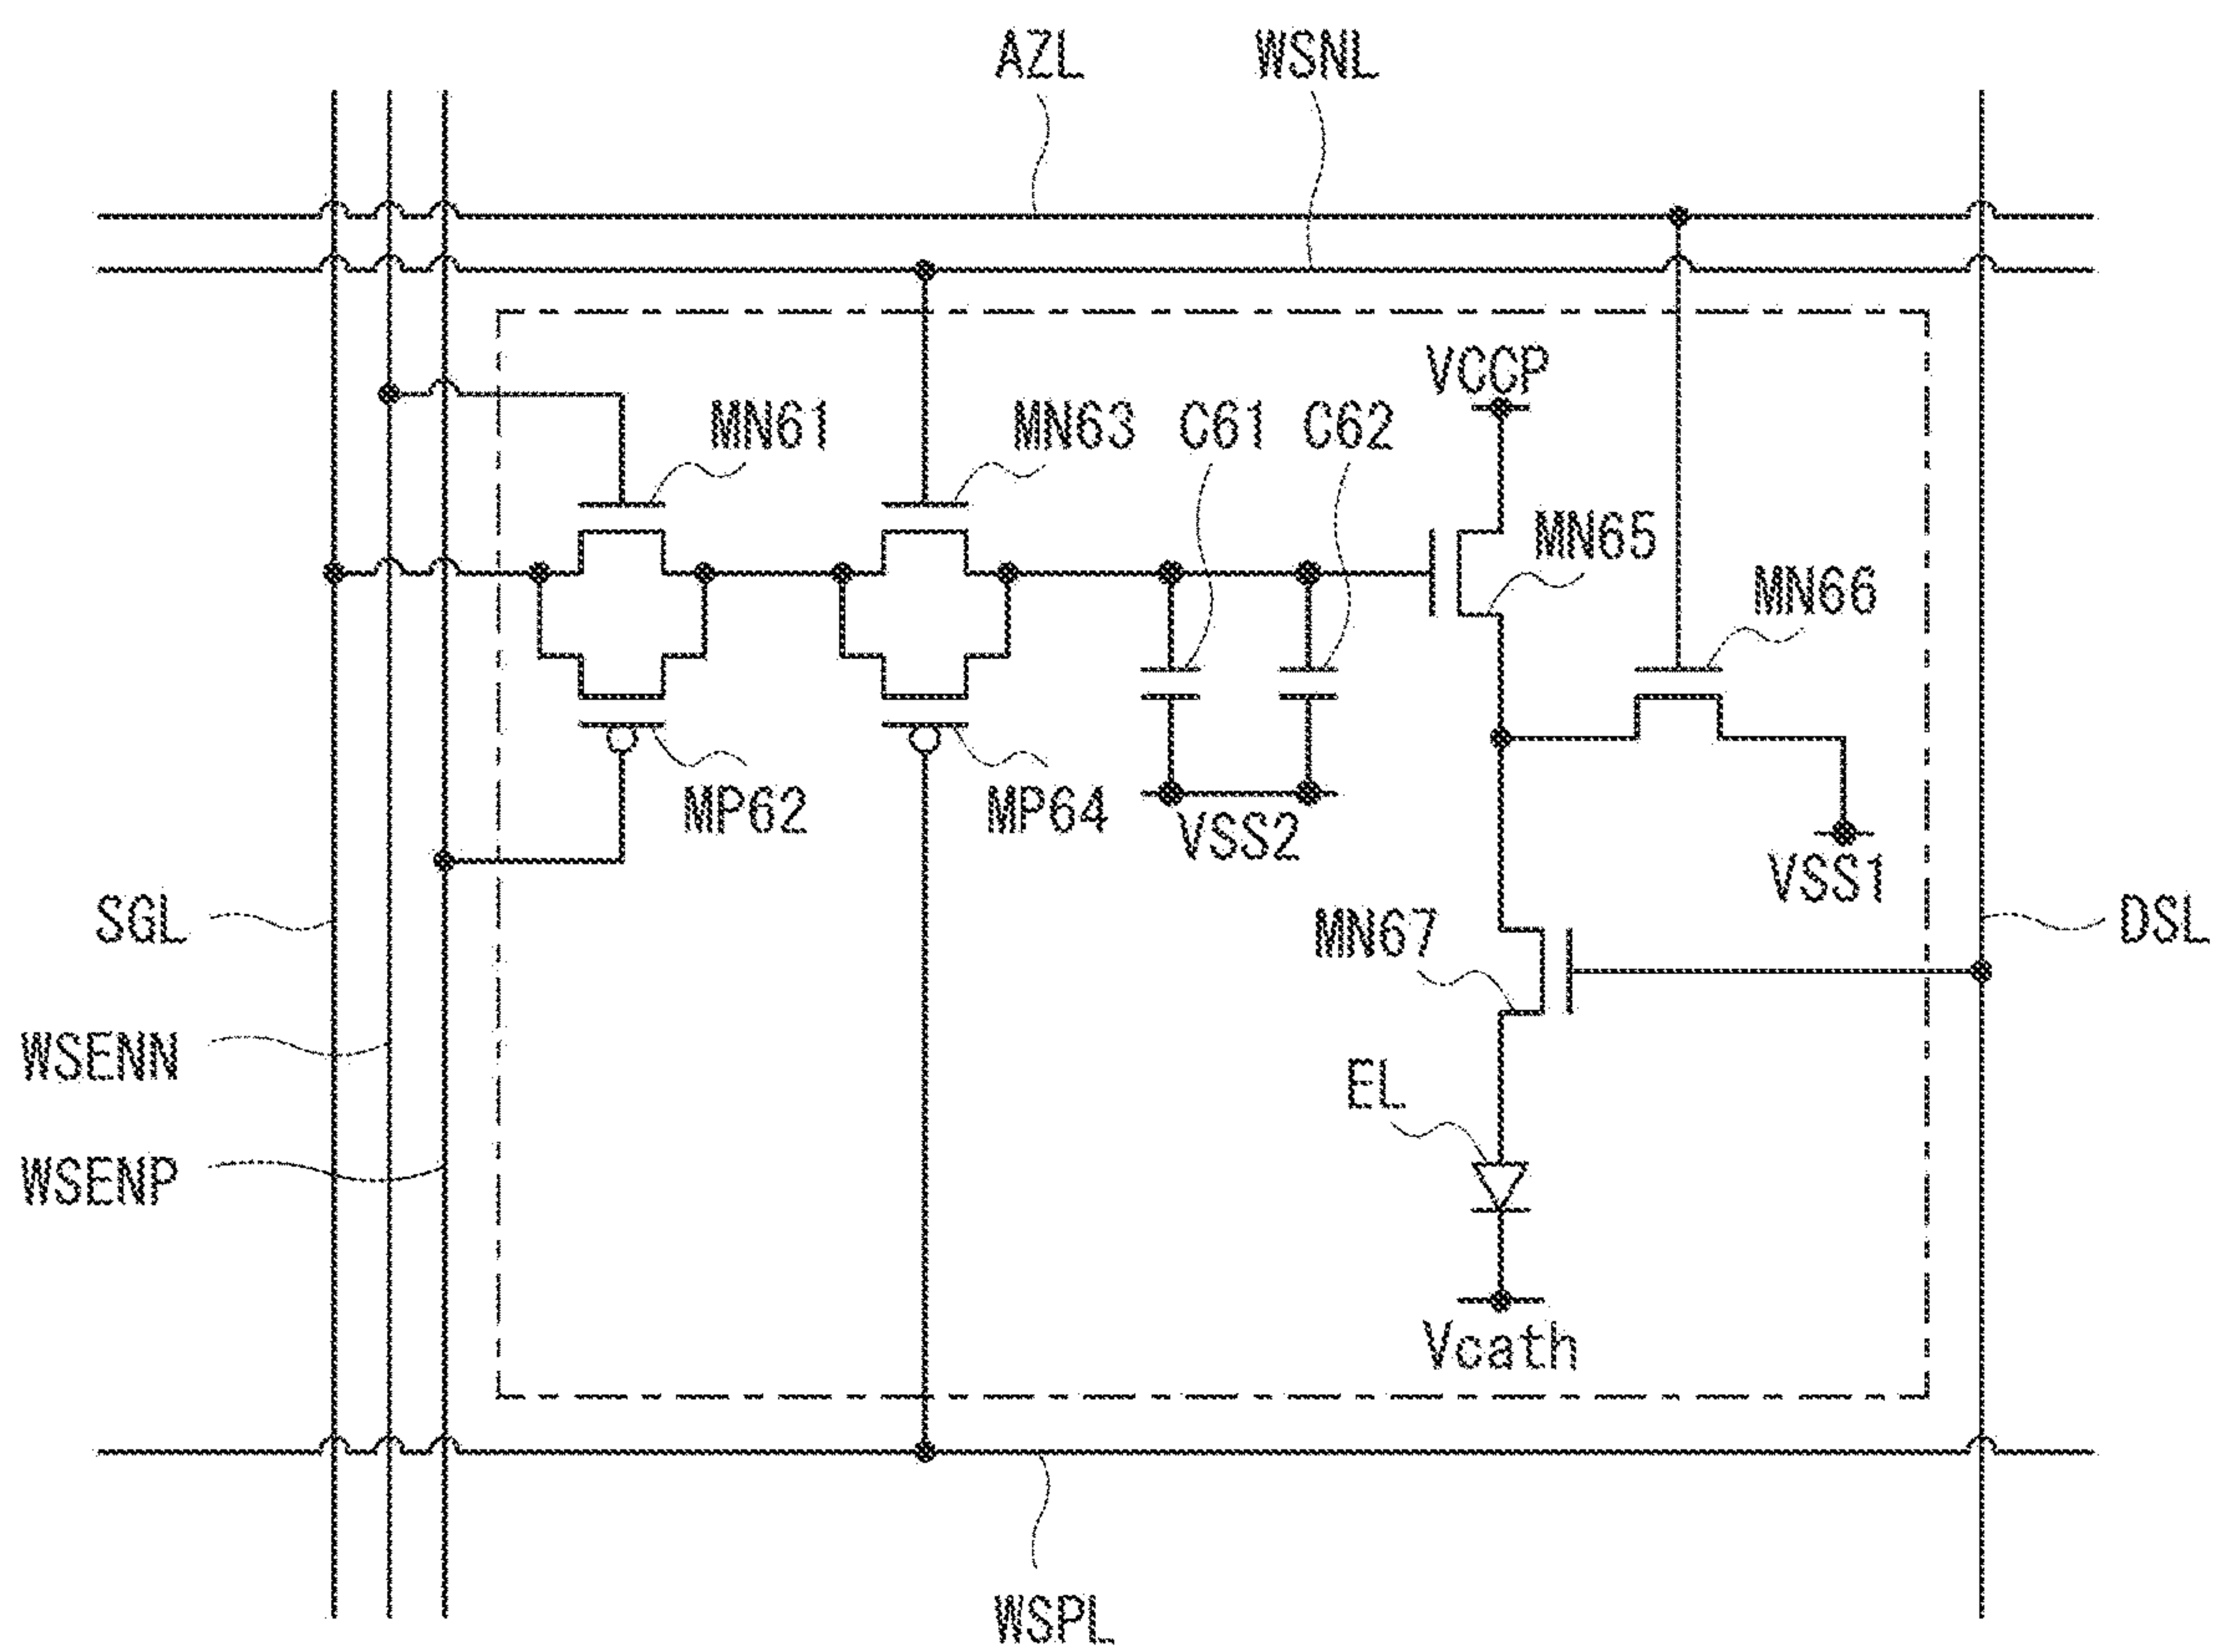 AZL
WSNL
VCCP
MN61
MN63
C61
C62
MN65
MN66
MP62
MP64
VSS2
VSS1
SGL
MN67
DSL
WSENN
EL
WSENP
Vcath
WSPL